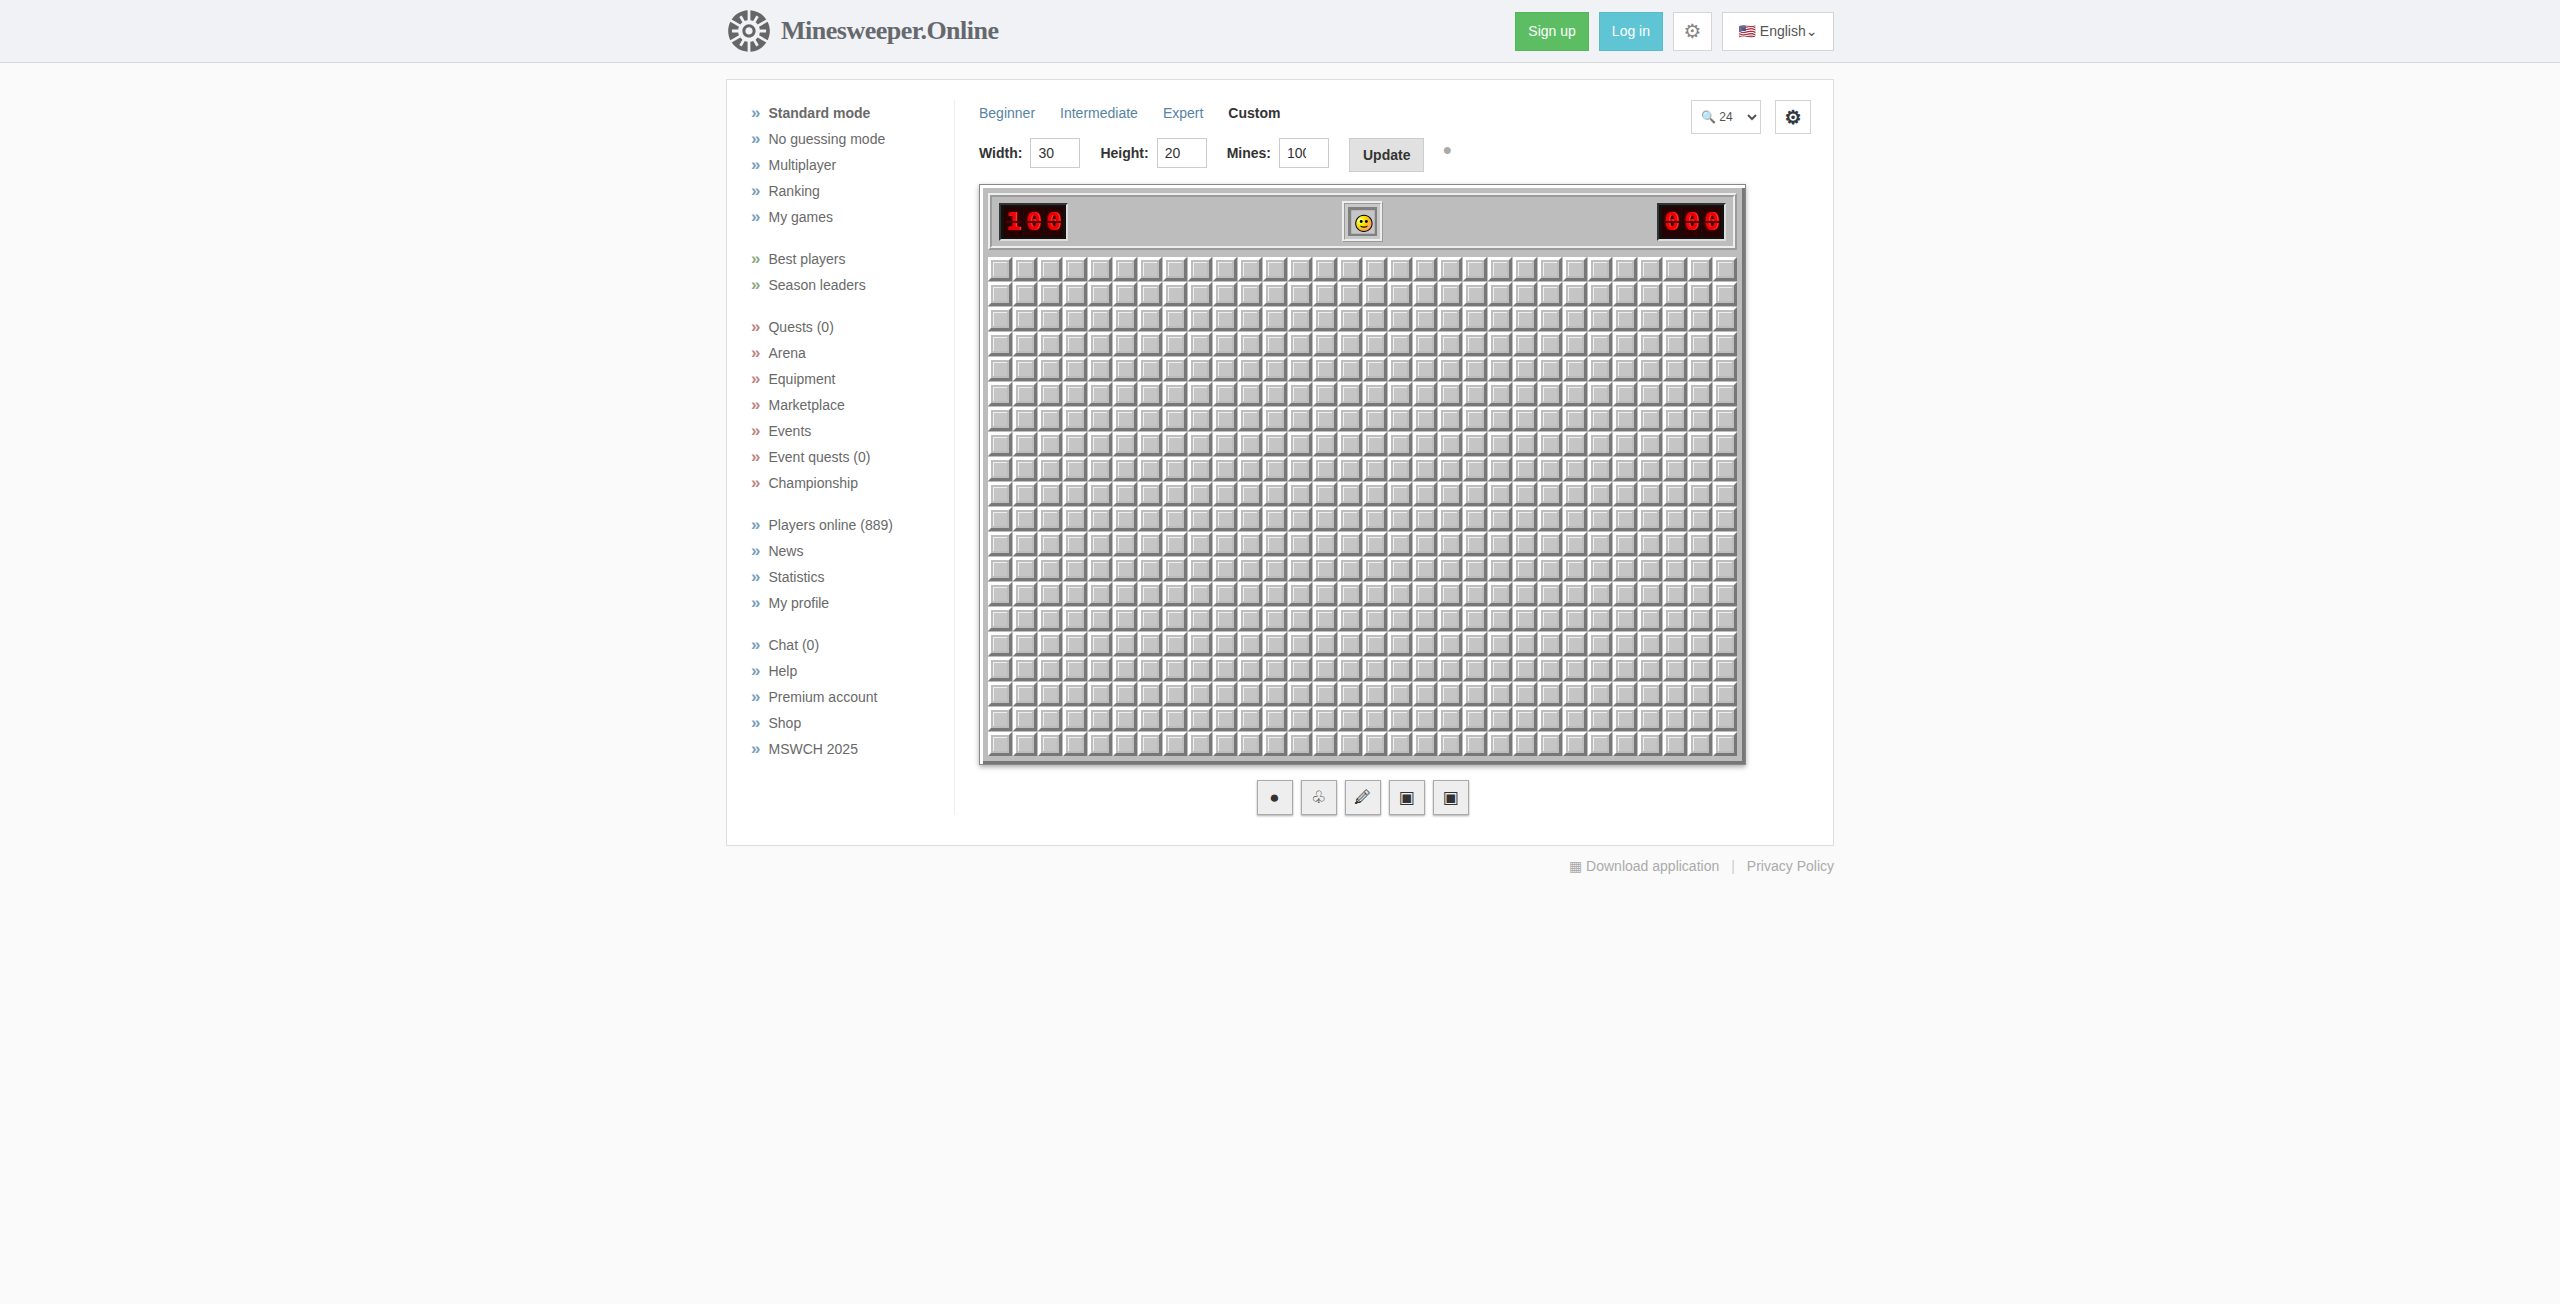 Minesweeper.Online
Sign up
Log in
English
Standard mode
No guessing mode
Multiplayer
Ranking
My games
Best players
Season leaders
Quests (0)
Arena
Equipment
Marketplace
Events
Event quests (0)
Championship
Players online (889)
News
Statistics
My profile
Chat (0)
Help
Premium account
Shop
MSWCH 2025
Beginner Intermediate Expert Custom
24
Width: 30 Height: 20 Mines: 100 Update
100
000
Download application | Privacy Policy